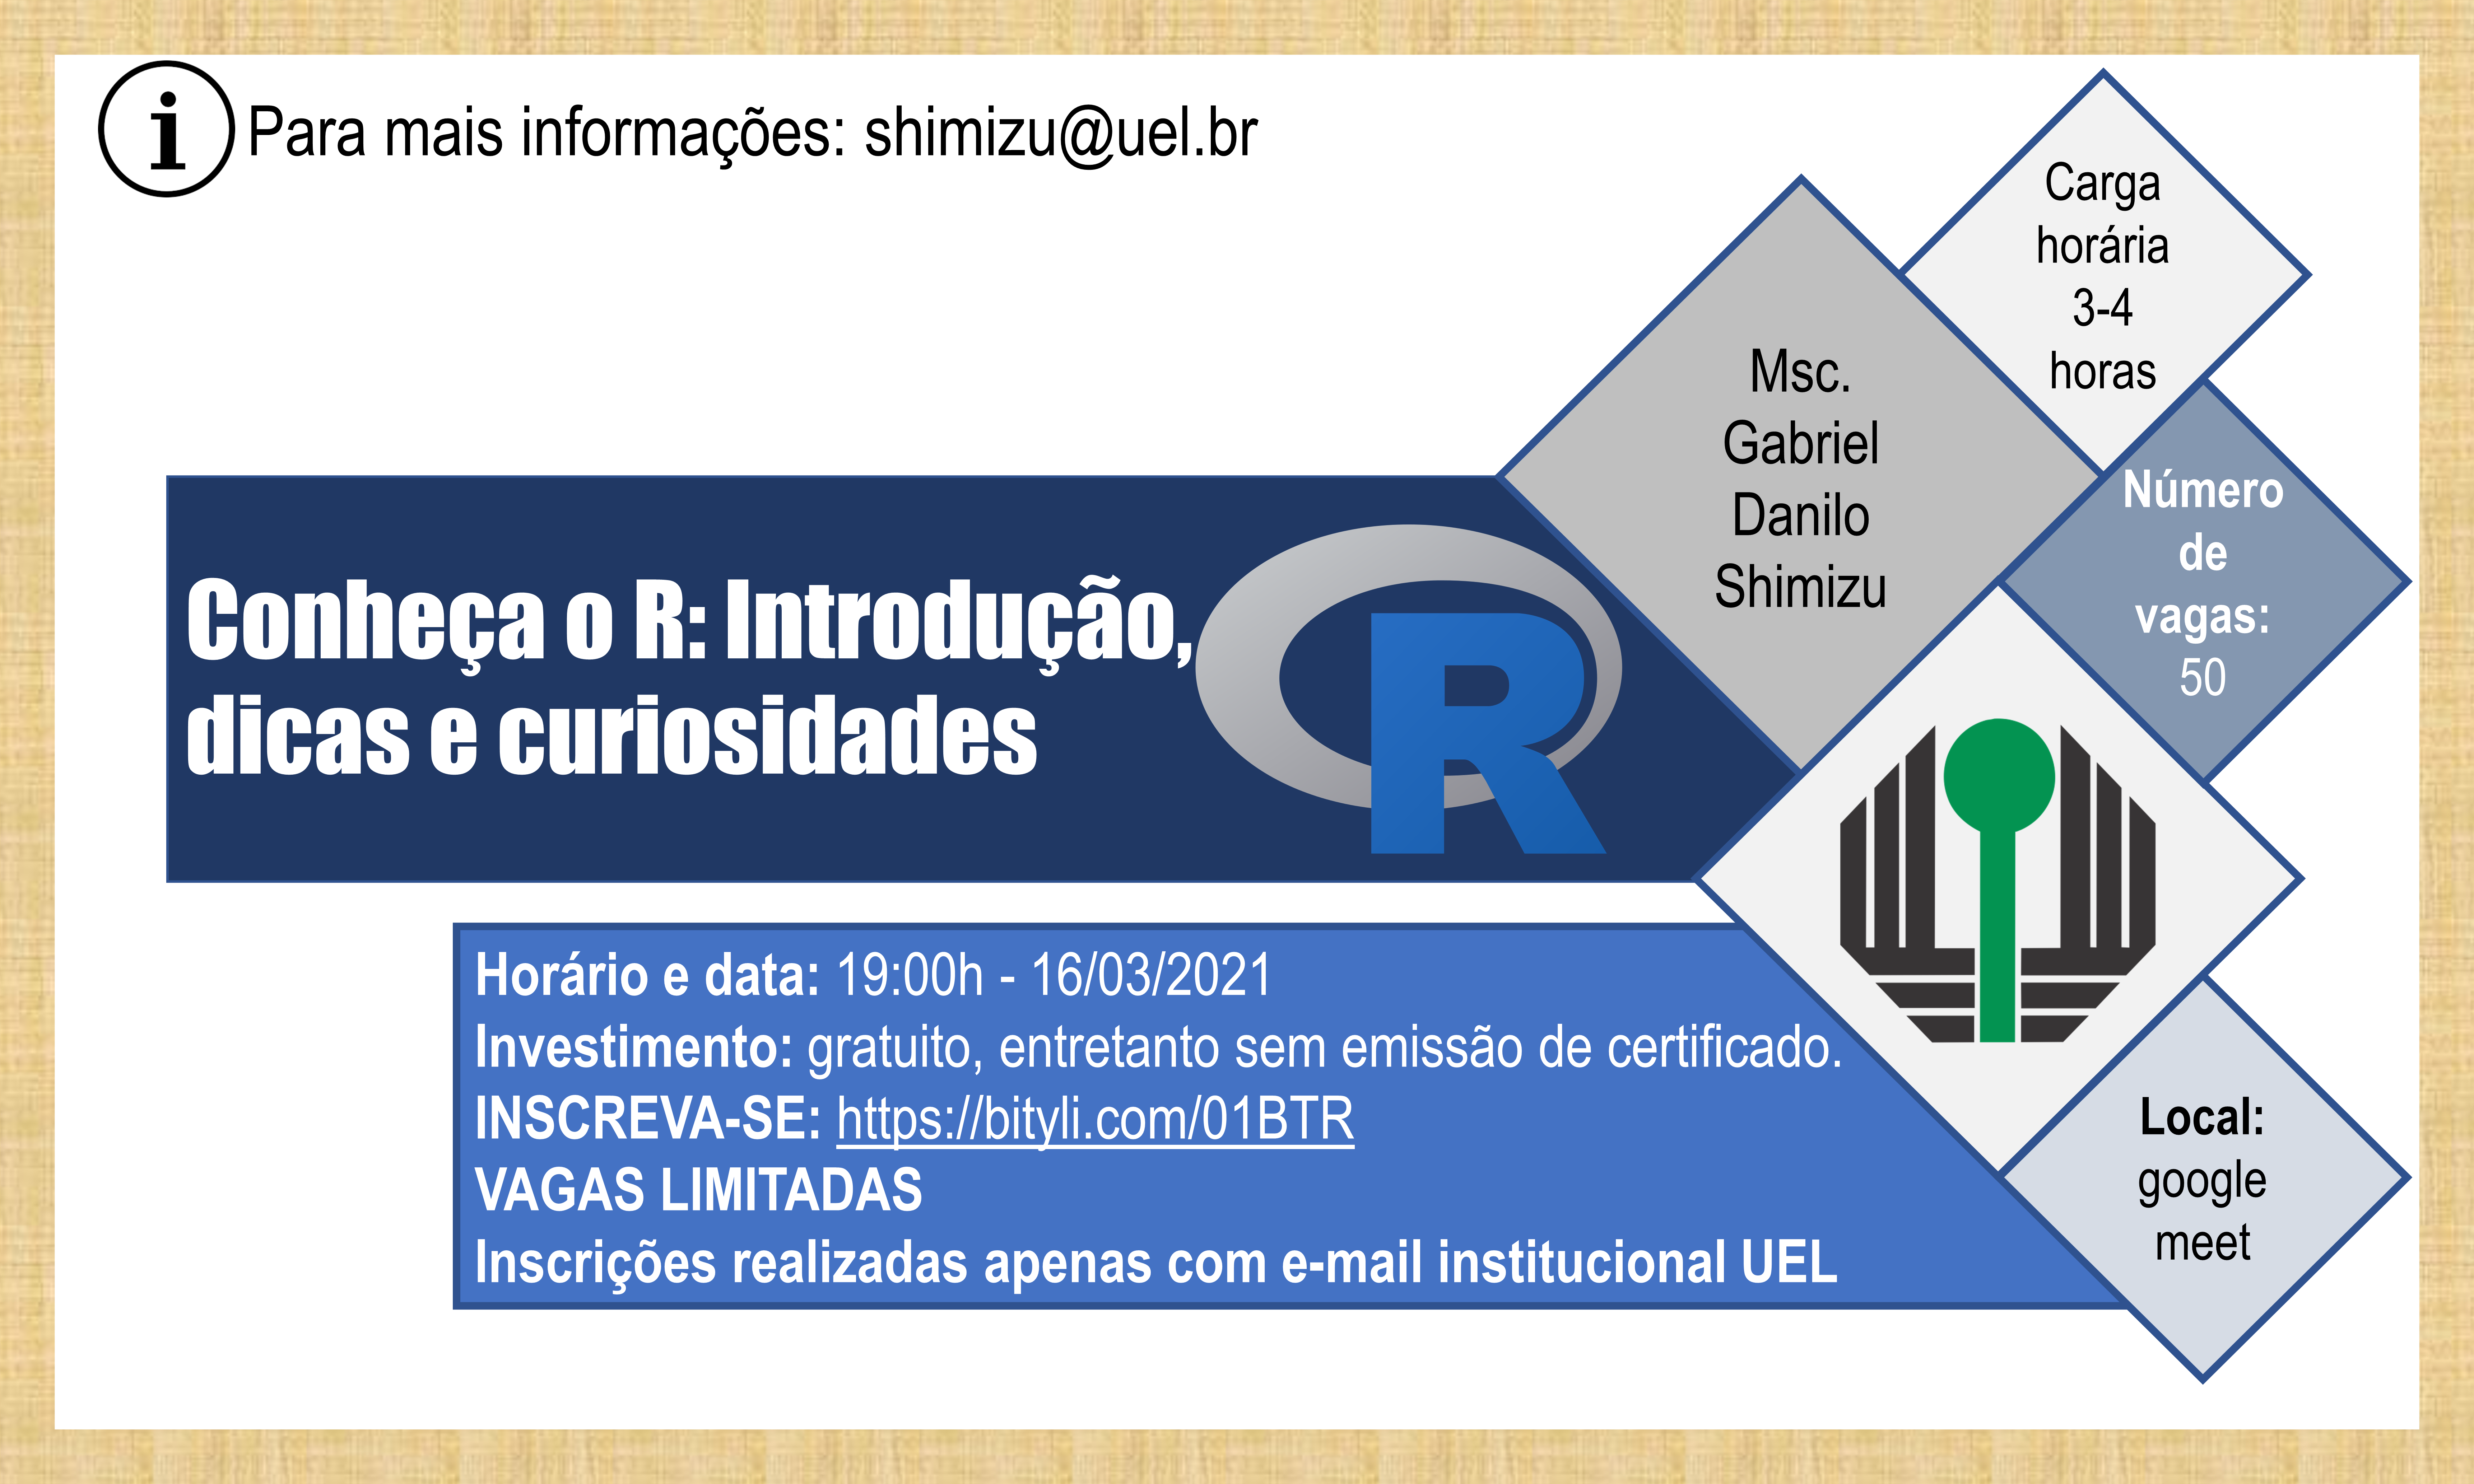 i
Para mais informações: shimizu@uel.br
Carga
horária
3-4
horas
Msc.
Gabriel
Danilo
Shimizu
Número
de
vagas:
50
Conheça o R: Introdução,
dicas e curiosidades
R
Horário e data: 19:00h - 16/03/2021
Investimento: gratuito, entretanto sem emissão de certificado.
INSCREVA-SE: https://bityli.com/01BTR
VAGAS LIMITADAS
Inscrições realizadas apenas com e-mail institucional UEL
Local:
google
meet